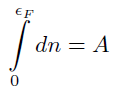 ∫₀^{ϵ_F} dn = A